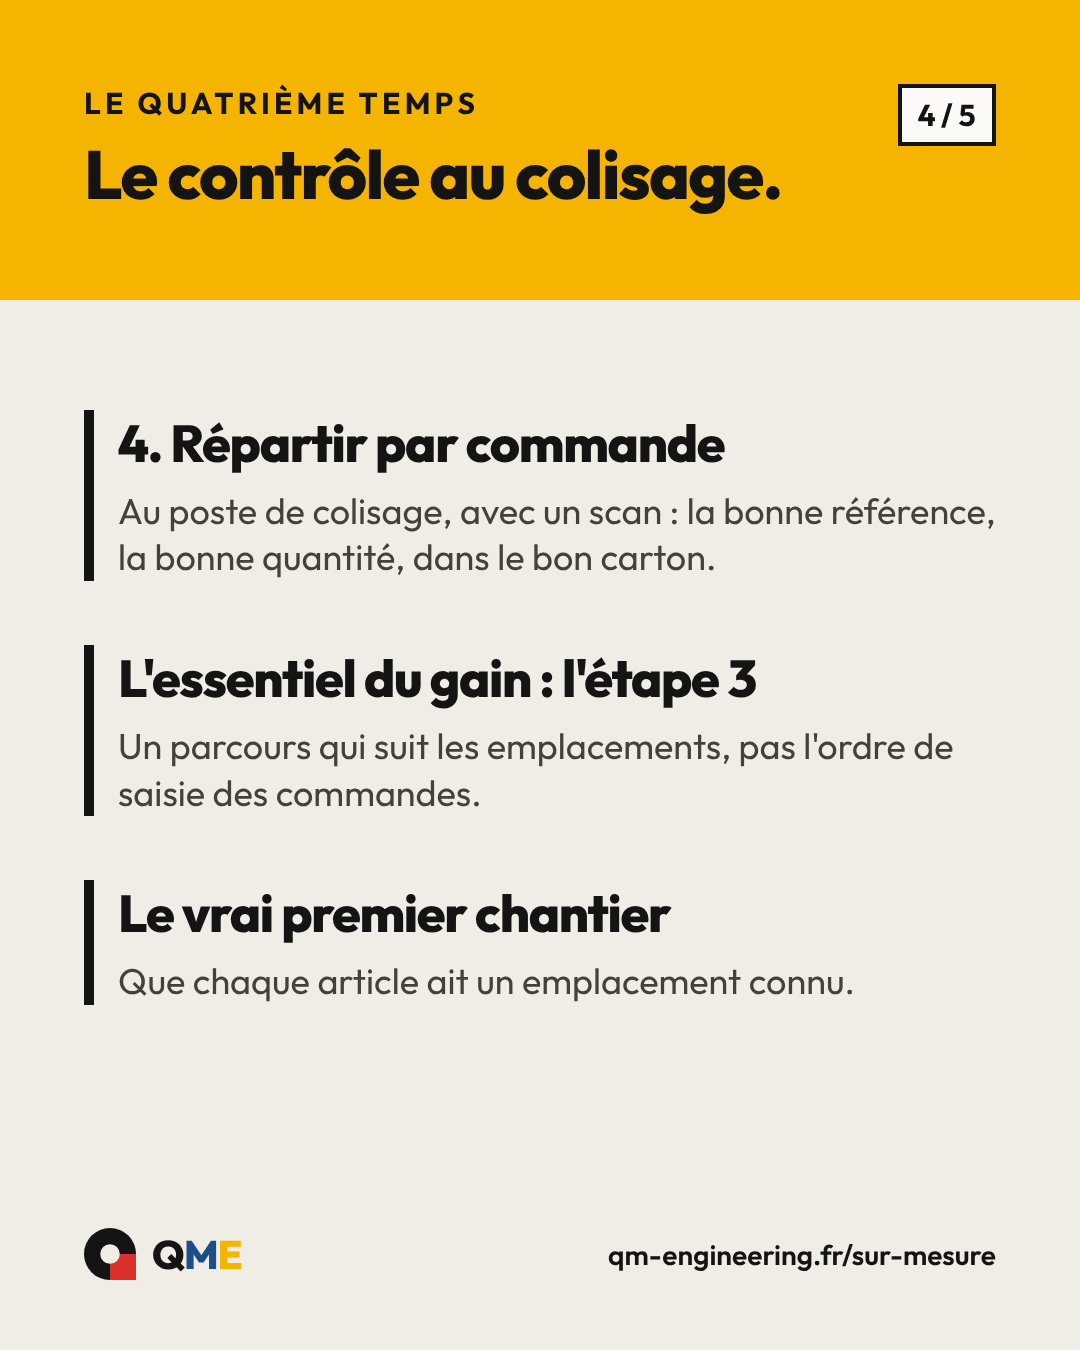 LE QUATRIÈME TEMPS
4 / 5
Le contrôle au colisage.
4. Répartir par commande
Au poste de colisage, avec un scan : la bonne référence,
la bonne quantité, dans le bon carton.
L'essentiel du gain : l'étape 3
Un parcours qui suit les emplacements, pas l'ordre de
saisie des commandes.
Le vrai premier chantier
Que chaque article ait un emplacement connu.
QME
qm-engineering.fr/sur-mesure